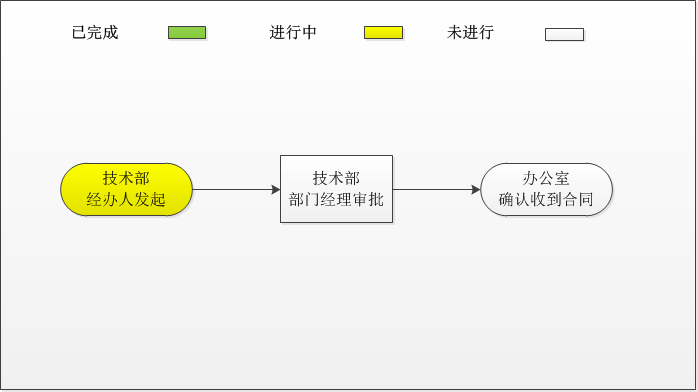 已完成 进行中 未进行
技术部
经办人发起
技术部
部门经理审批
办公室
确认收到合同